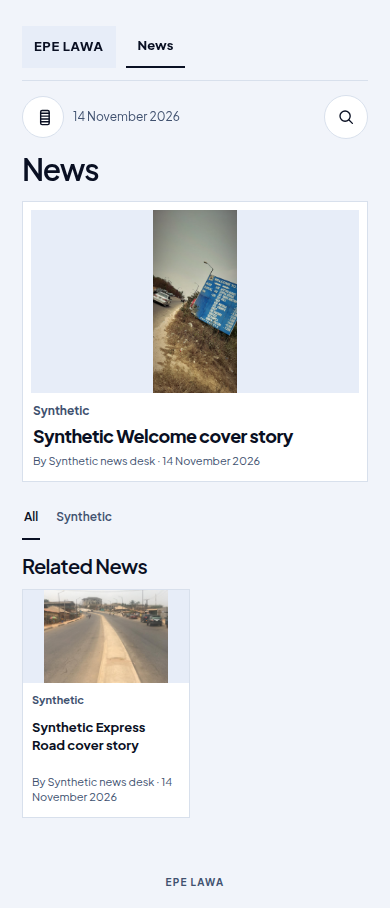 EPE LAWA
News
14 November 2026
News
Synthetic
Synthetic Welcome cover story
By Synthetic news desk · 14 November 2026
All
Synthetic
Related News
Synthetic
Synthetic Express
Road cover story
By Synthetic news desk · 14
November 2026
EPE LAWA